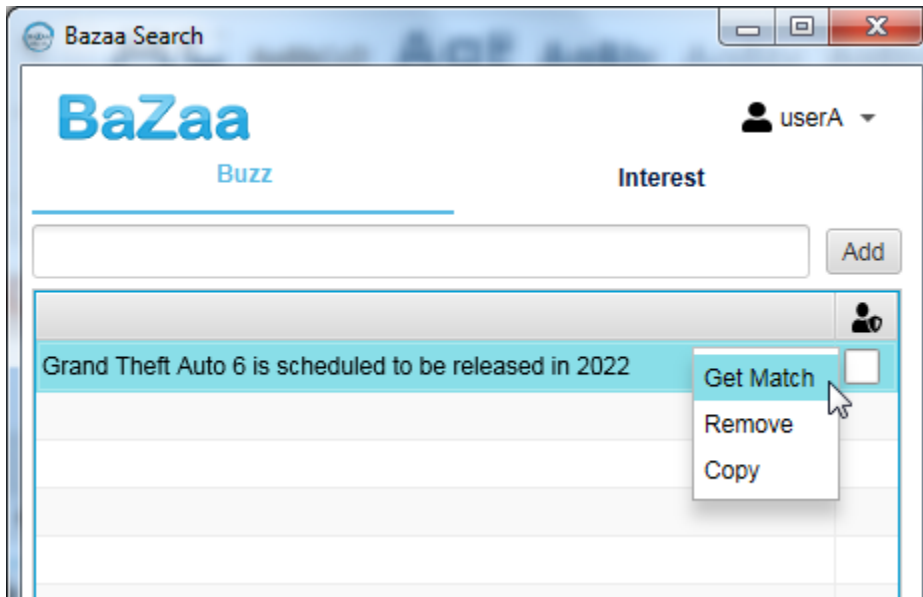 Bazaa Search
BaZaa
userA
Buzz
Interest
Add
Grand Theft Auto 6 is scheduled to be released in 2022
Get Match
Remove
Copy